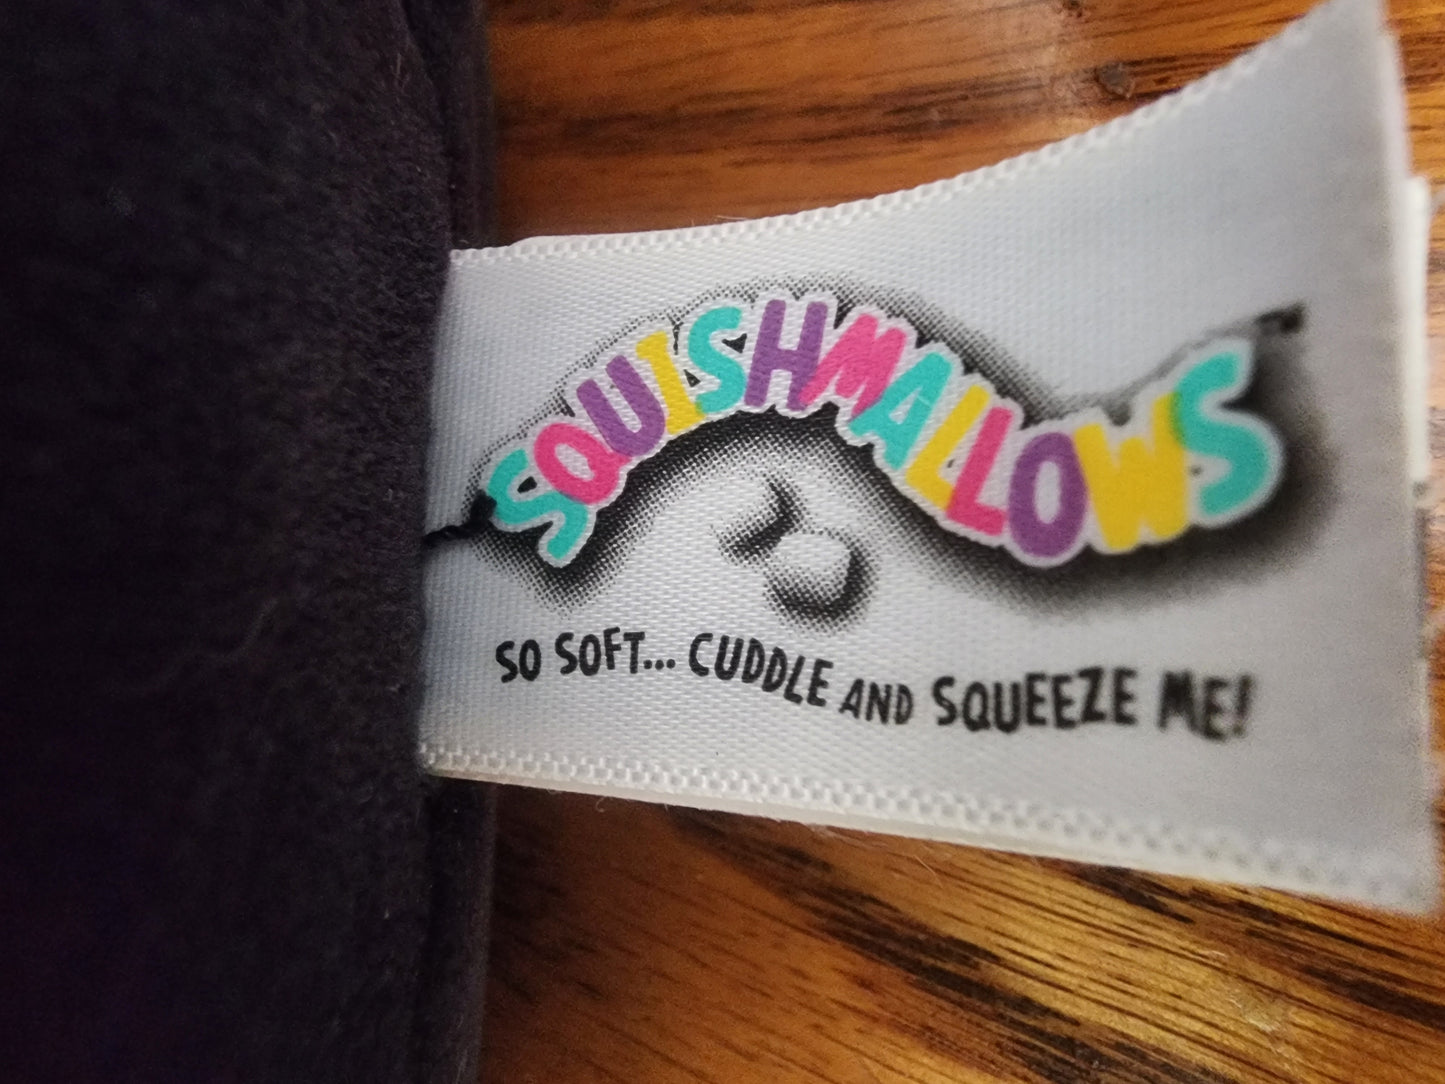 SQUISHMALLOWS
SO SOFT... CUDDLE AND SQUEEZE ME!